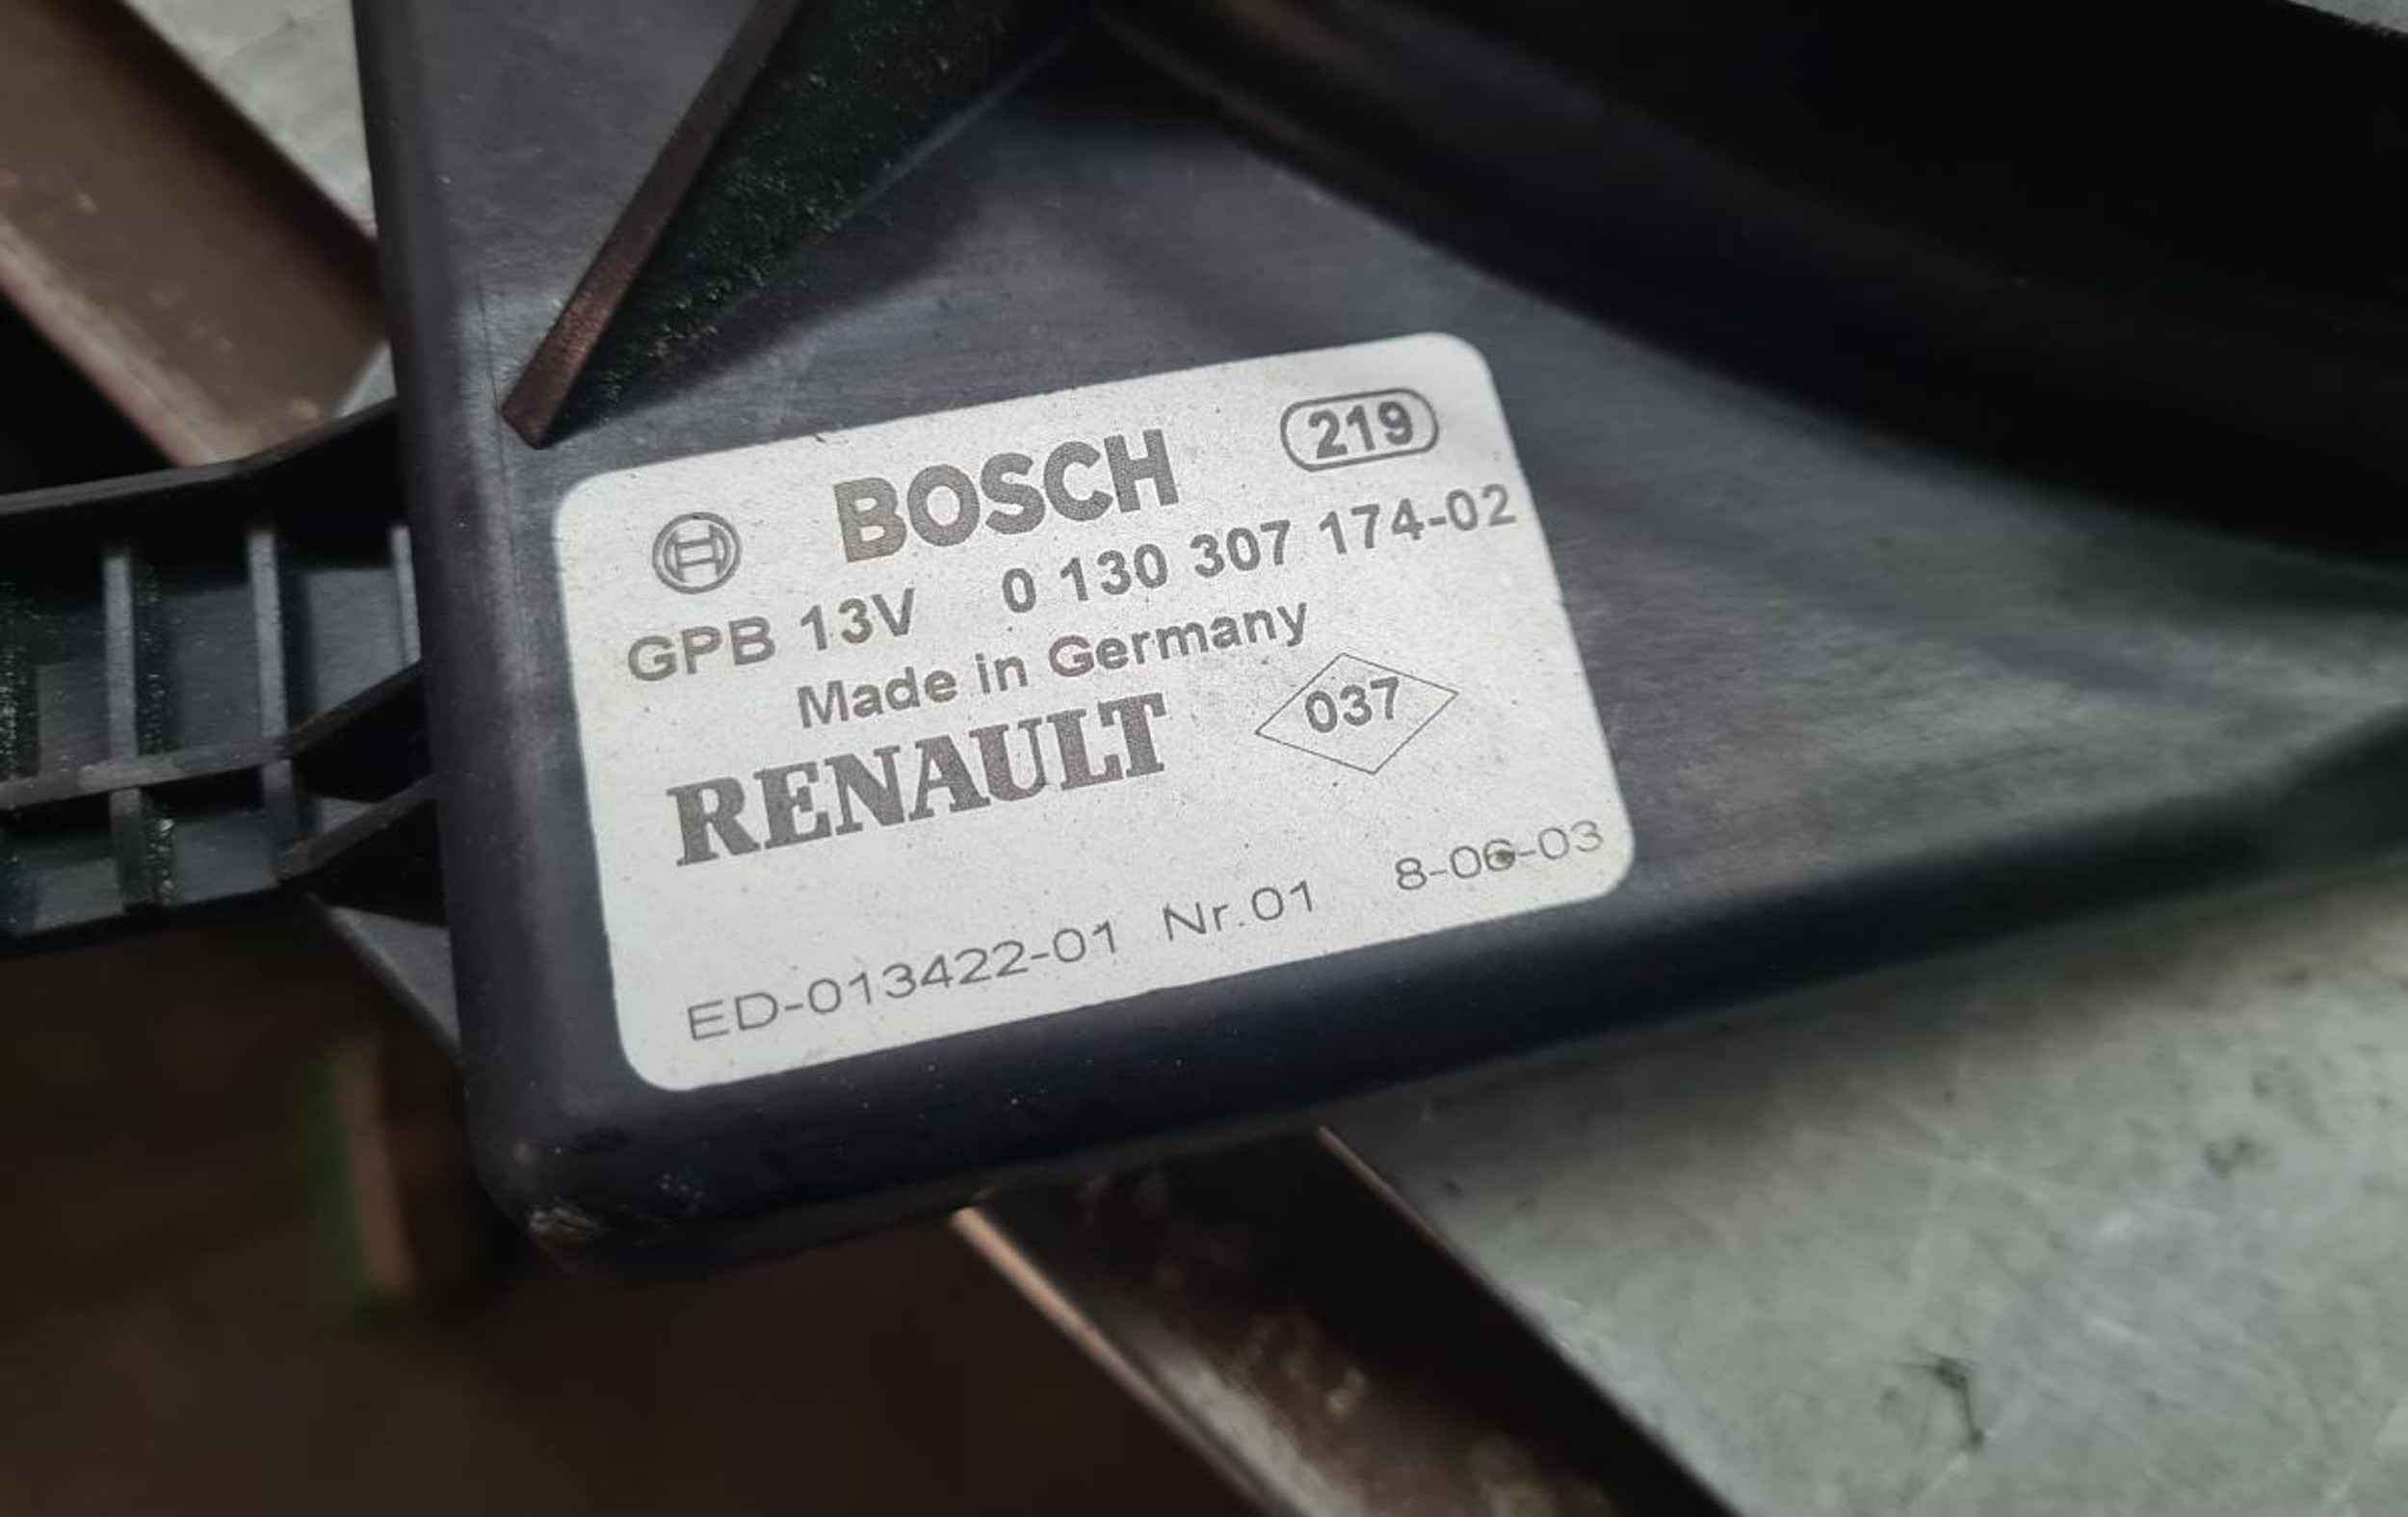 BOSCH 219
GPB 13V 0 130 307 174-02
Made in Germany
RENAULT 037
ED-013422-01 Nr.01 8-06-03